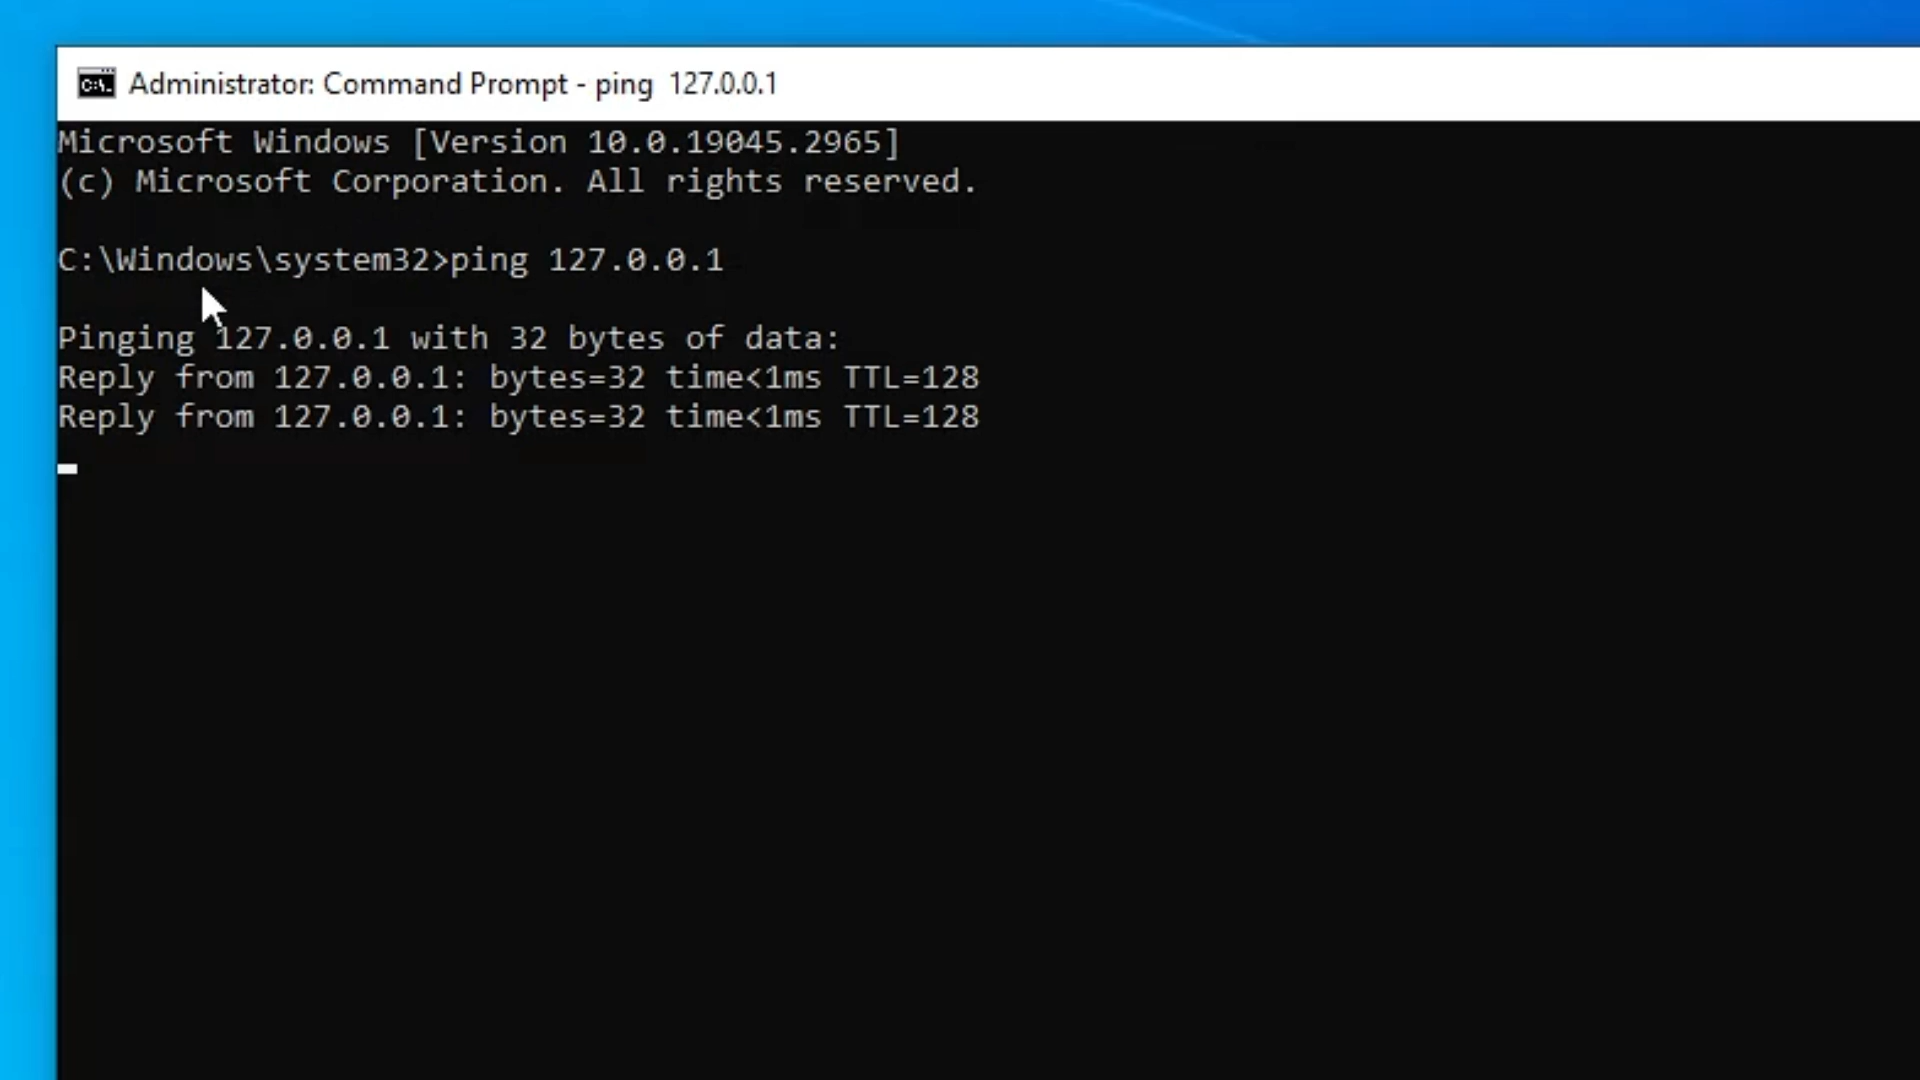 Administrator: Command Prompt - ping  127.0.0.1
Microsoft Windows [Version 10.0.19045.2965]
(c) Microsoft Corporation. All rights reserved.
C:\Windows\system32>ping 127.0.0.1
Pinging 127.0.0.1 with 32 bytes of data:
Reply from 127.0.0.1: bytes=32 time<1ms TTL=128
Reply from 127.0.0.1: bytes=32 time<1ms TTL=128